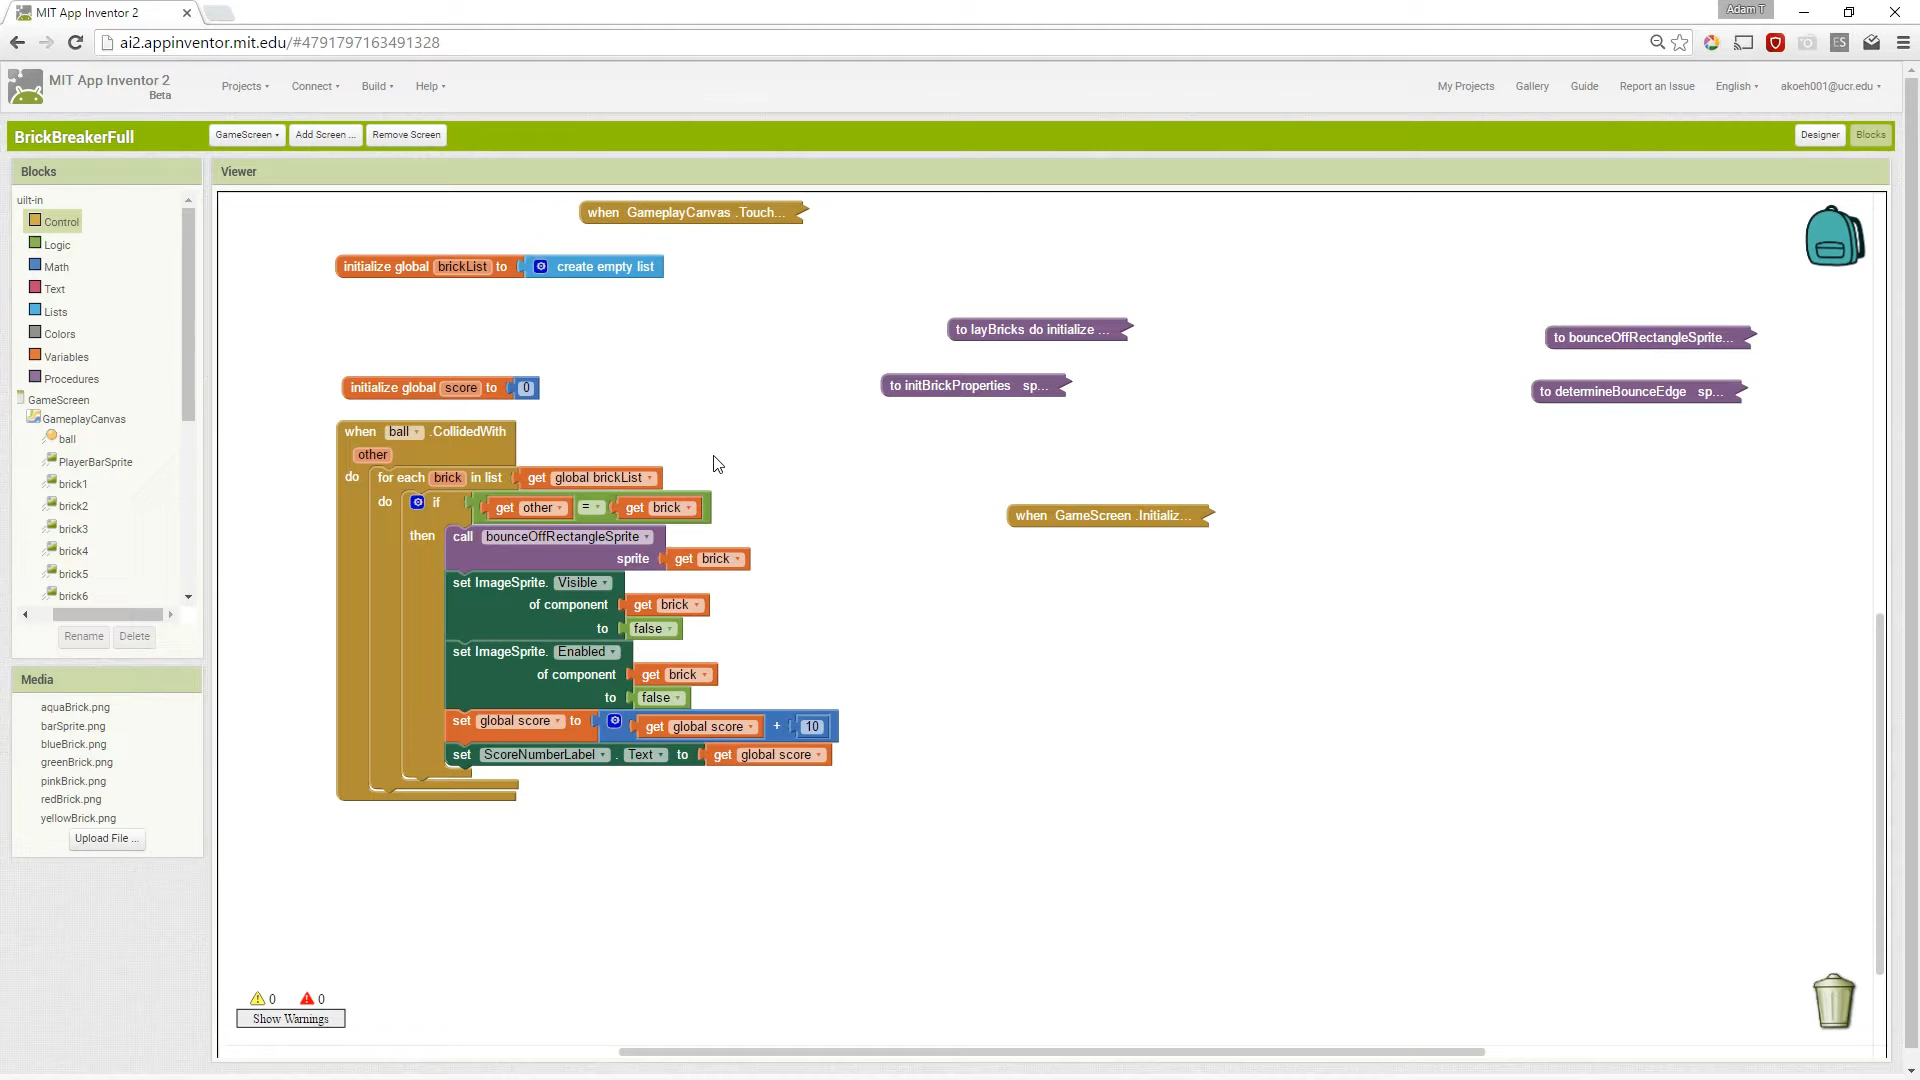 MIT App Inventor 2
Adam T
ai2.appinventor.mit.edu/#4791797163491328
ES
MIT App Inventor 2
Beta
Projects
Connect
Build
Help
My Projects
Gallery
Guide
Report an Issue
English
akoeh001@ucr.edu
BrickBreakerFull
GameScreen
Add Screen ...
Remove Screen
Designer
Blocks
Blocks
uilt-in
Control
Logic
Math
Text
Lists
Colors
Variables
Procedures
GameScreen
GameplayCanvas
ball
PlayerBarSprite
brick1
brick2
brick3
brick4
brick5
brick6
Rename
Delete
Media
aquaBrick.png
barSprite.png
blueBrick.png
greenBrick.png
pinkBrick.png
redBrick.png
yellowBrick.png
Upload File ...
Viewer
when GameplayCanvas .Touch...
initialize global brickList to create empty list
to layBricks do initialize ...
to bounceOffRectangleSprite...
initialize global score to 0
to initBrickProperties sp...
to determineBounceEdge sp...
when ball .CollidedWith
other
do for each brick in list get global brickList
do if get other = get brick
then call bounceOffRectangleSprite
sprite get brick
set ImageSprite. Visible
of component get brick
to false
set ImageSprite. Enabled
of component get brick
to false
set global score to get global score + 10
set ScoreNumberLabel . Text to get global score
when GameScreen .Initializ...
0 0
Show Warnings